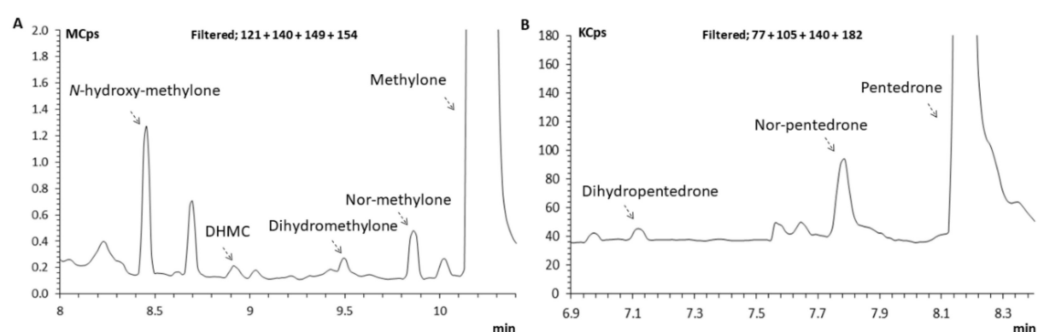 A
MCps
Filtered; 121 + 140 + 149 + 154
2.0
1.8
1.6
1.4
1.2
1.0
0.8
0.6
0.4
0.2
0.0
N-hydroxy-methylone
Methylone
DHMC
Dihydromethylone
Nor-methylone
8
8.5
9
9.5
10
min
B
KCps
Filtered; 77 + 105 + 140 + 182
180
160
140
120
100
80
60
40
20
0
Pentedrone
Nor-pentedrone
Dihydropentedrone
6.9
7.1
7.3
7.5
7.7
7.9
8.1
8.3
min